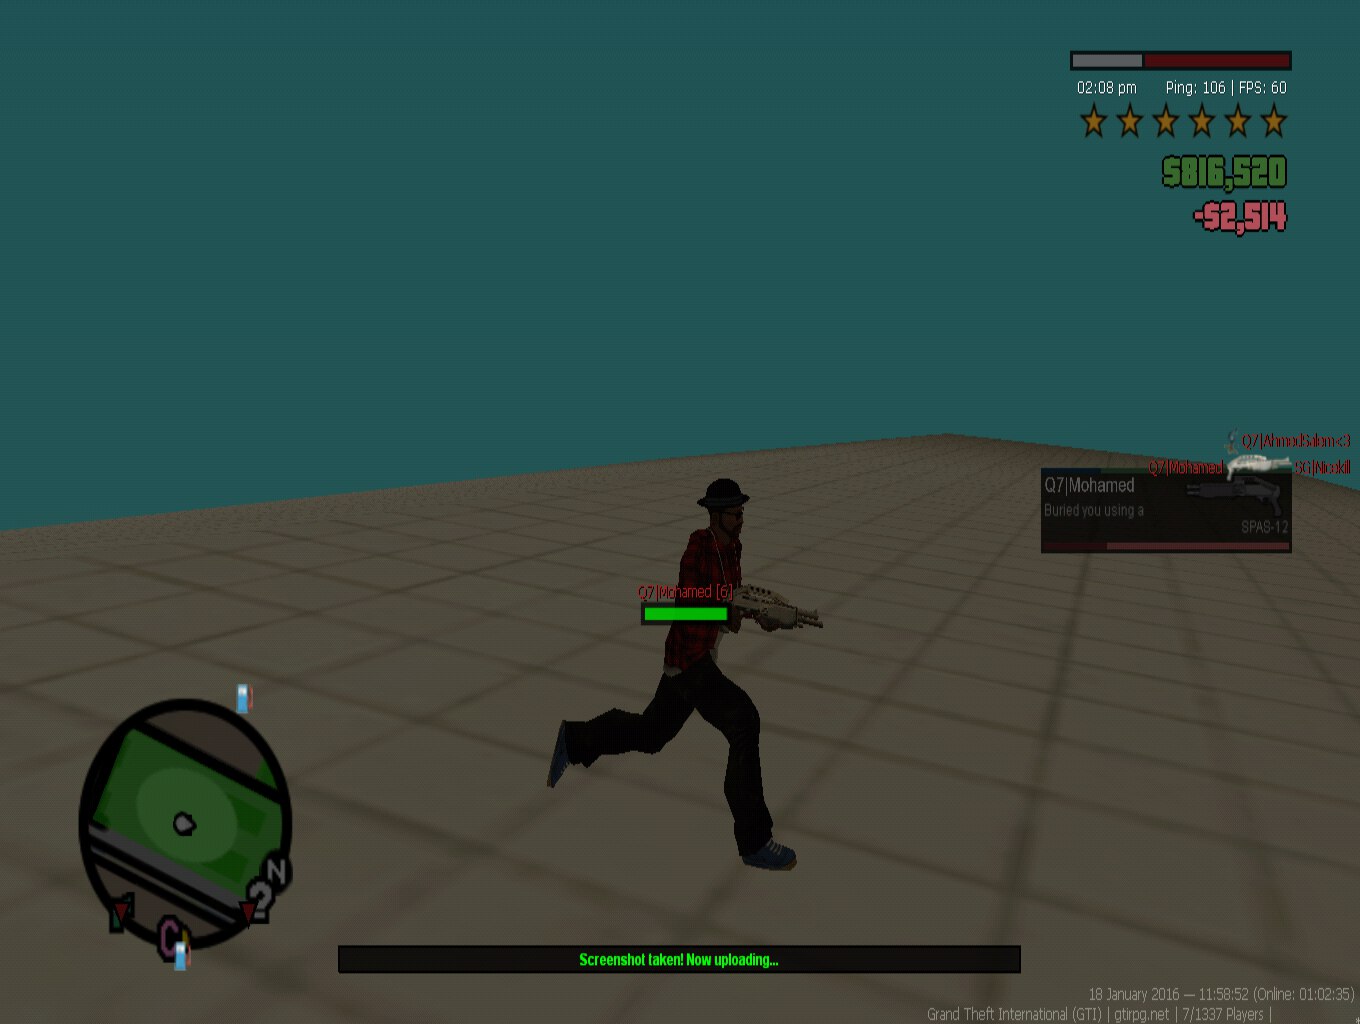 02:08 pm Ping: 106 | FPS: 60
$816,520
-$2,514
Q7|AhmedSalem<3
Q7|Mohamed SG|Nicokill
Q7|Mohamed
Buried you using a
SPAS-12
Q7|Mohamed [6]
N
?
C
Screenshot taken! Now uploading...
18 January 2016 — 11:58:52 (Online: 01:02:35)
Grand Theft International (GTI) | gtirpg.net | 7/1337 Players |